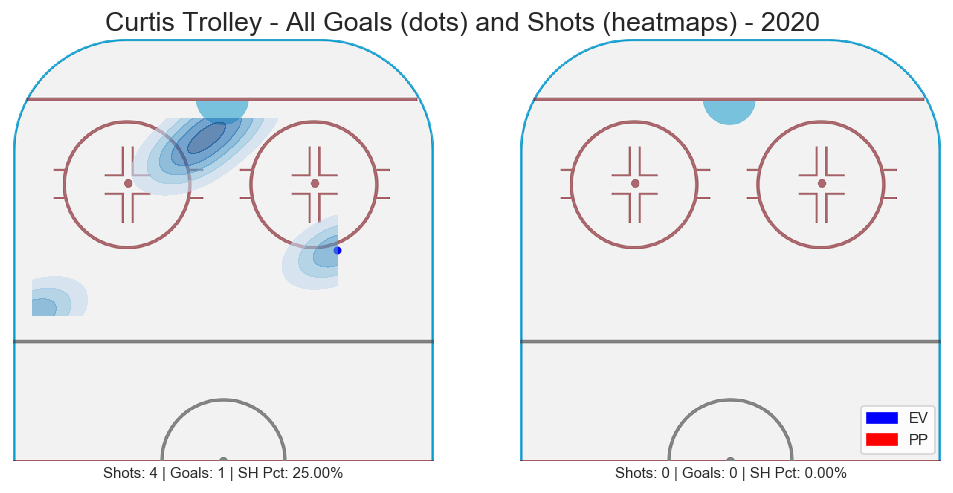 Curtis Trolley - All Goals (dots) and Shots (heatmaps) - 2020
EV
PP
Shots: 4 | Goals: 1 | SH Pct: 25.00%
Shots: 0 | Goals: 0 | SH Pct: 0.00%